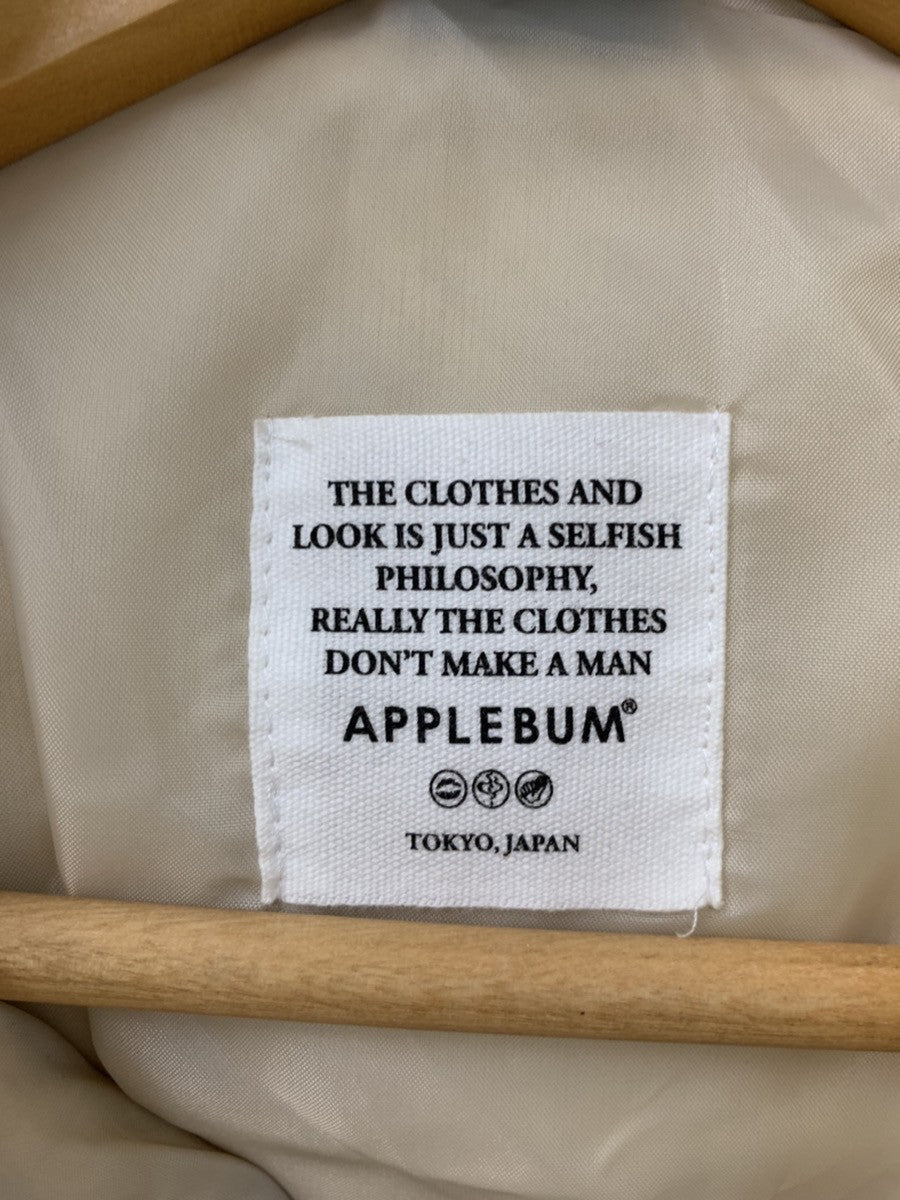 THE CLOTHES AND
LOOK IS JUST A SELFISH
PHILOSOPHY,
REALLY THE CLOTHES
DON'T MAKE A MAN
APPLEBUM®
TOKYO, JAPAN